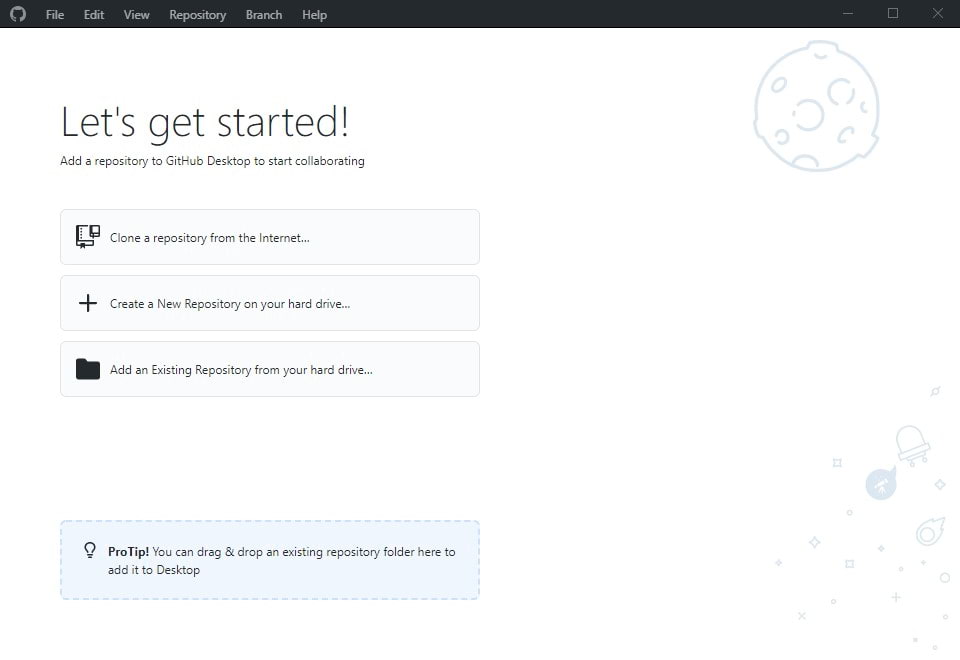 File Edit View Repository Branch Help
Let's get started!
Add a repository to GitHub Desktop to start collaborating
Clone a repository from the Internet...
Create a New Repository on your hard drive...
Add an Existing Repository from your hard drive...
ProTip! You can drag & drop an existing repository folder here to
add it to Desktop